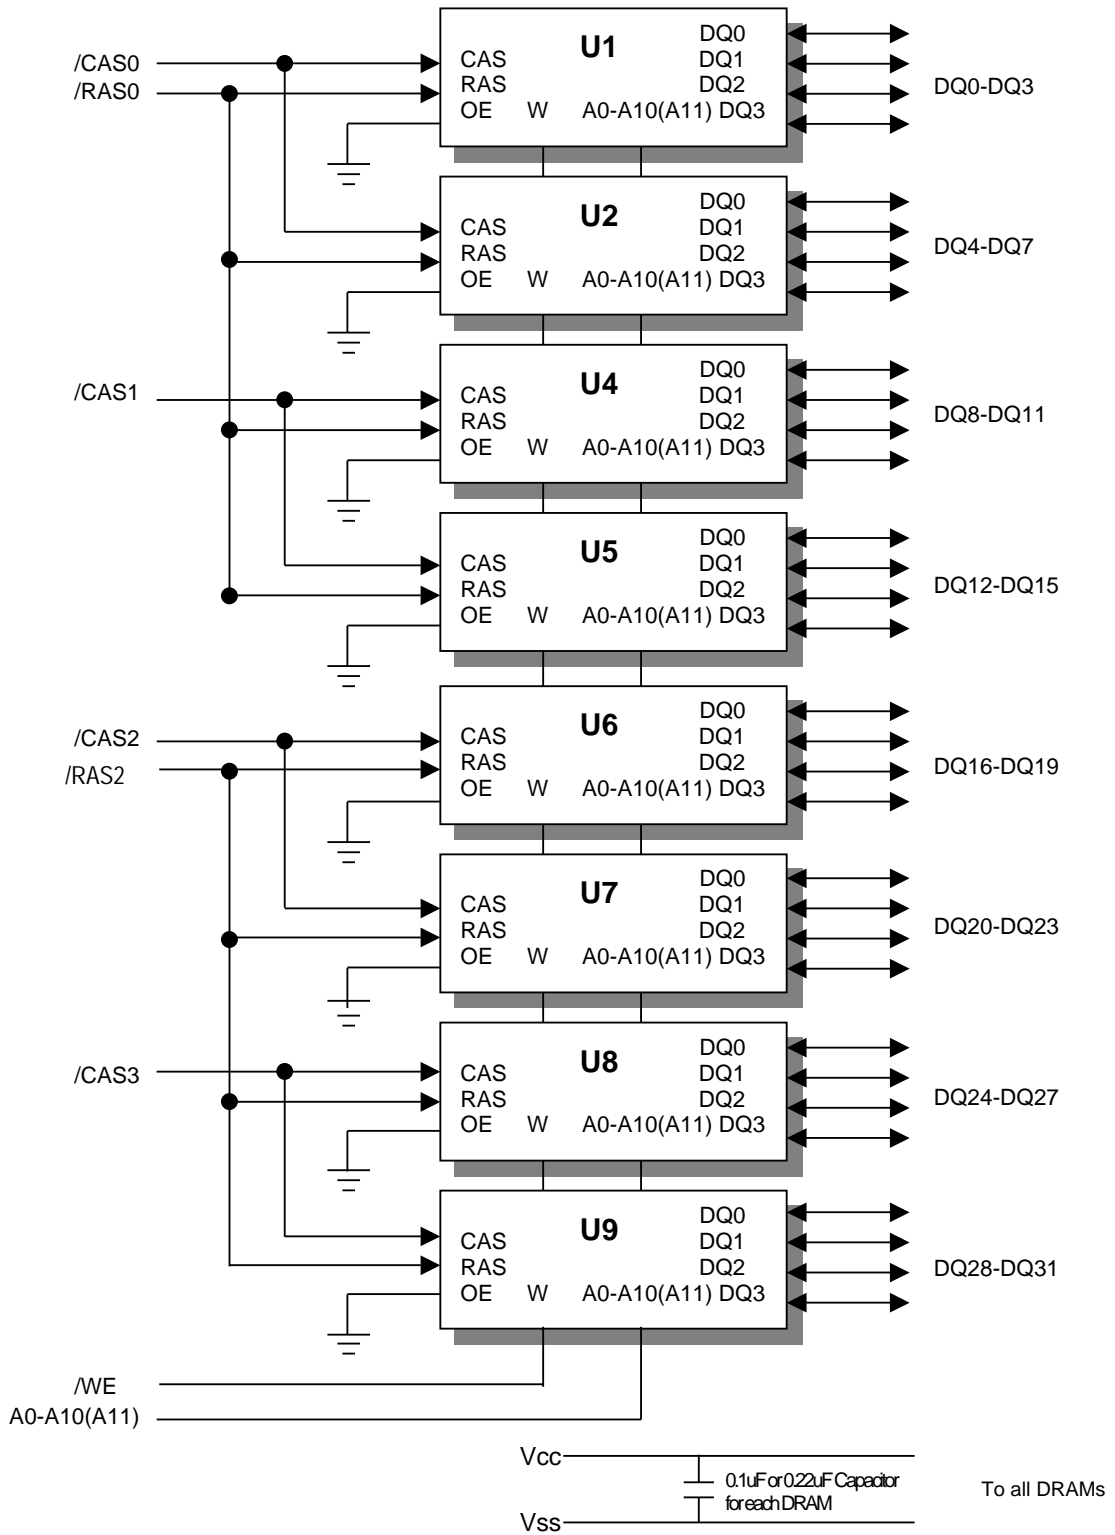 /CAS0
/RAS0
U1
CAS
RAS
OE W A0-A10(A11) DQ3
DQ0
DQ1
DQ2
DQ0-DQ3
U2
CAS
RAS
OE W A0-A10(A11) DQ3
DQ0
DQ1
DQ2
DQ4-DQ7
/CAS1
U4
CAS
RAS
OE W A0-A10(A11) DQ3
DQ0
DQ1
DQ2
DQ8-DQ11
U5
CAS
RAS
OE W A0-A10(A11) DQ3
DQ0
DQ1
DQ2
DQ12-DQ15
/CAS2
/RAS2
U6
CAS
RAS
OE W A0-A10(A11) DQ3
DQ0
DQ1
DQ2
DQ16-DQ19
U7
CAS
RAS
OE W A0-A10(A11) DQ3
DQ0
DQ1
DQ2
DQ20-DQ23
/CAS3
U8
CAS
RAS
OE W A0-A10(A11) DQ3
DQ0
DQ1
DQ2
DQ24-DQ27
U9
CAS
RAS
OE W A0-A10(A11) DQ3
DQ0
DQ1
DQ2
DQ28-DQ31
/WE
A0-A10(A11)
Vcc
0.1uF or 0.22uF Capacitor
for each DRAM
To all DRAMs
Vss